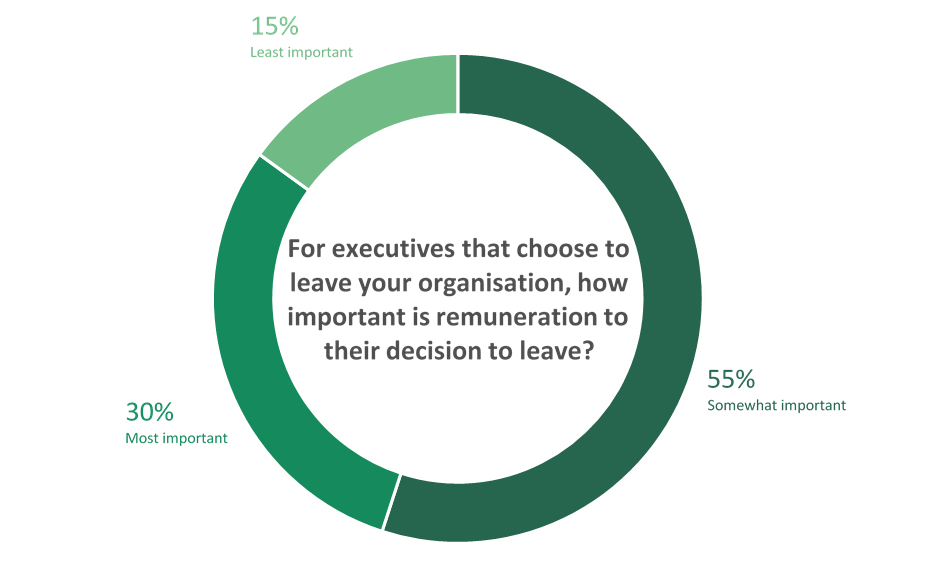 15%
Least important
For executives that choose to
leave your organisation, how
important is remuneration to
their decision to leave?
55%
Somewhat important
30%
Most important